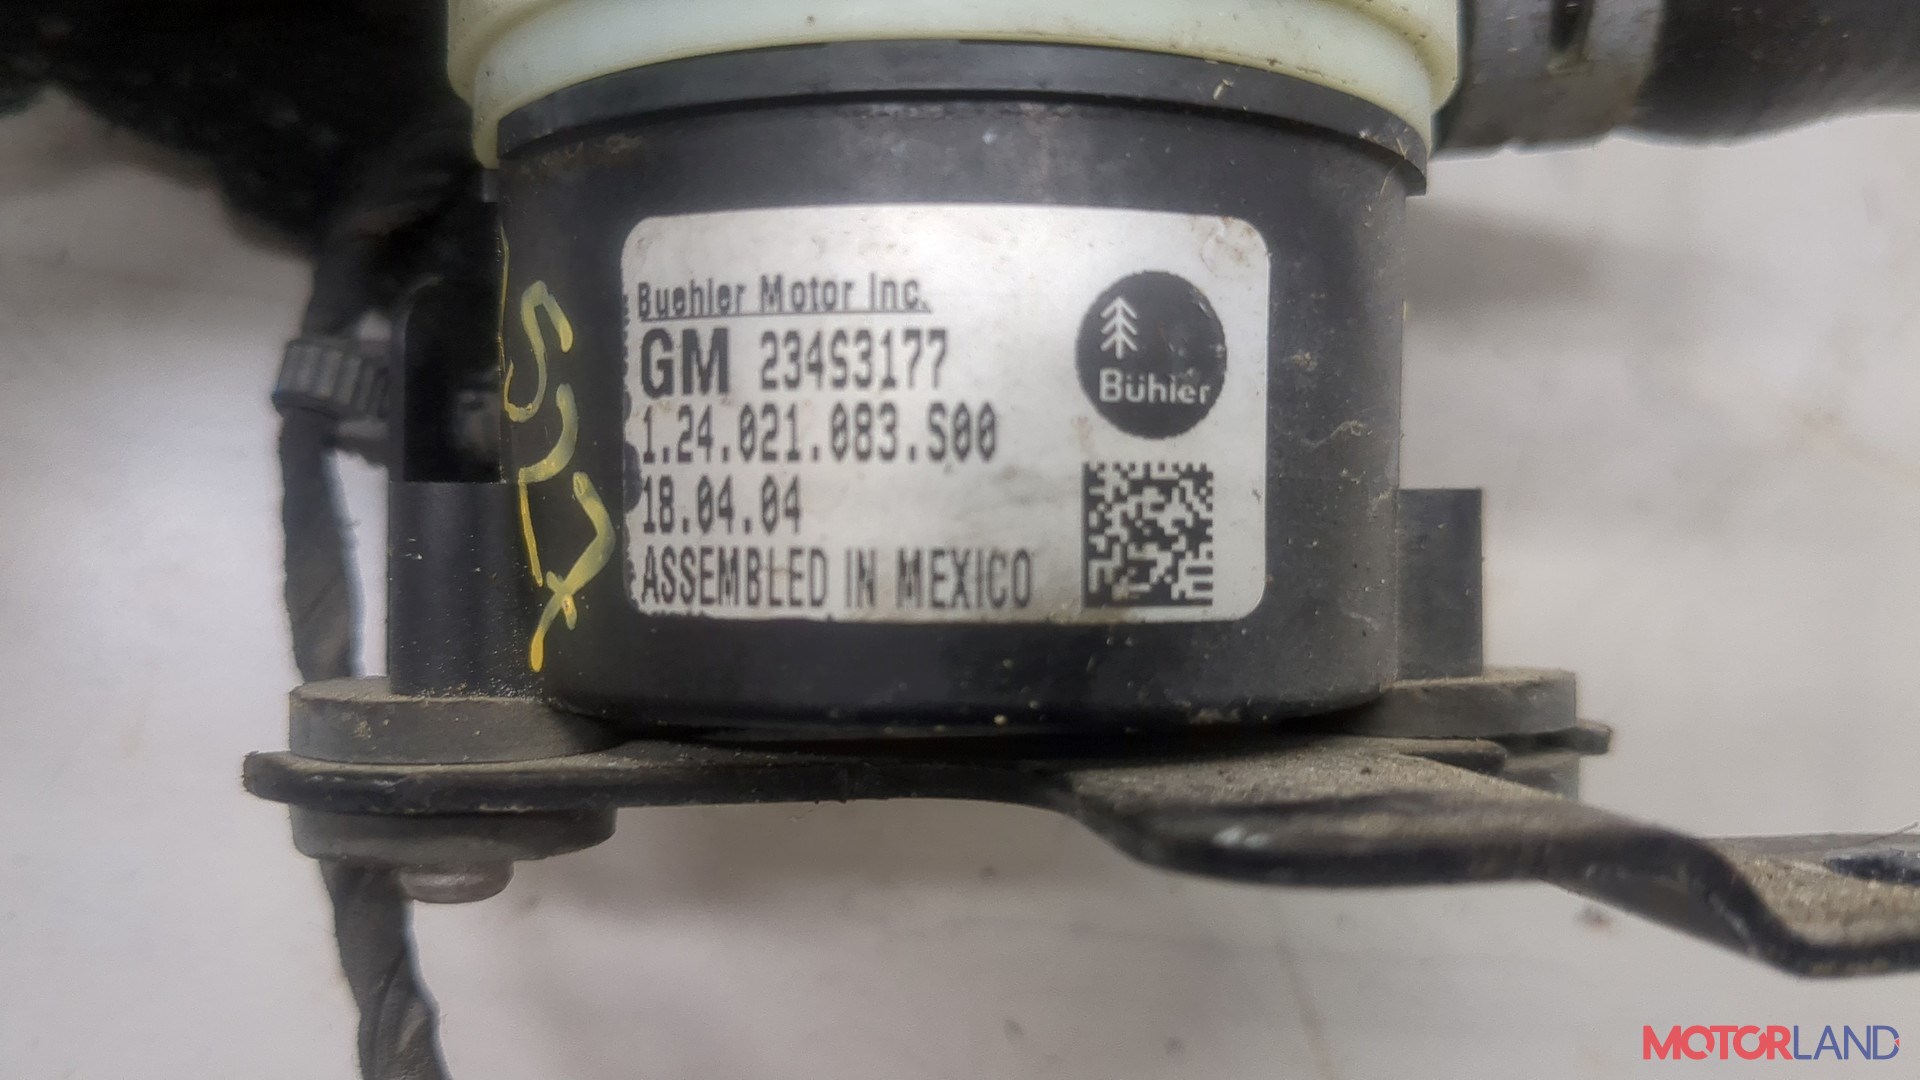 Buehler Motor Inc.
GM 23453177
1.24.021.083.S00
18.04.04
ASSEMBLED IN MEXICO
Bühler
MOTORLAND